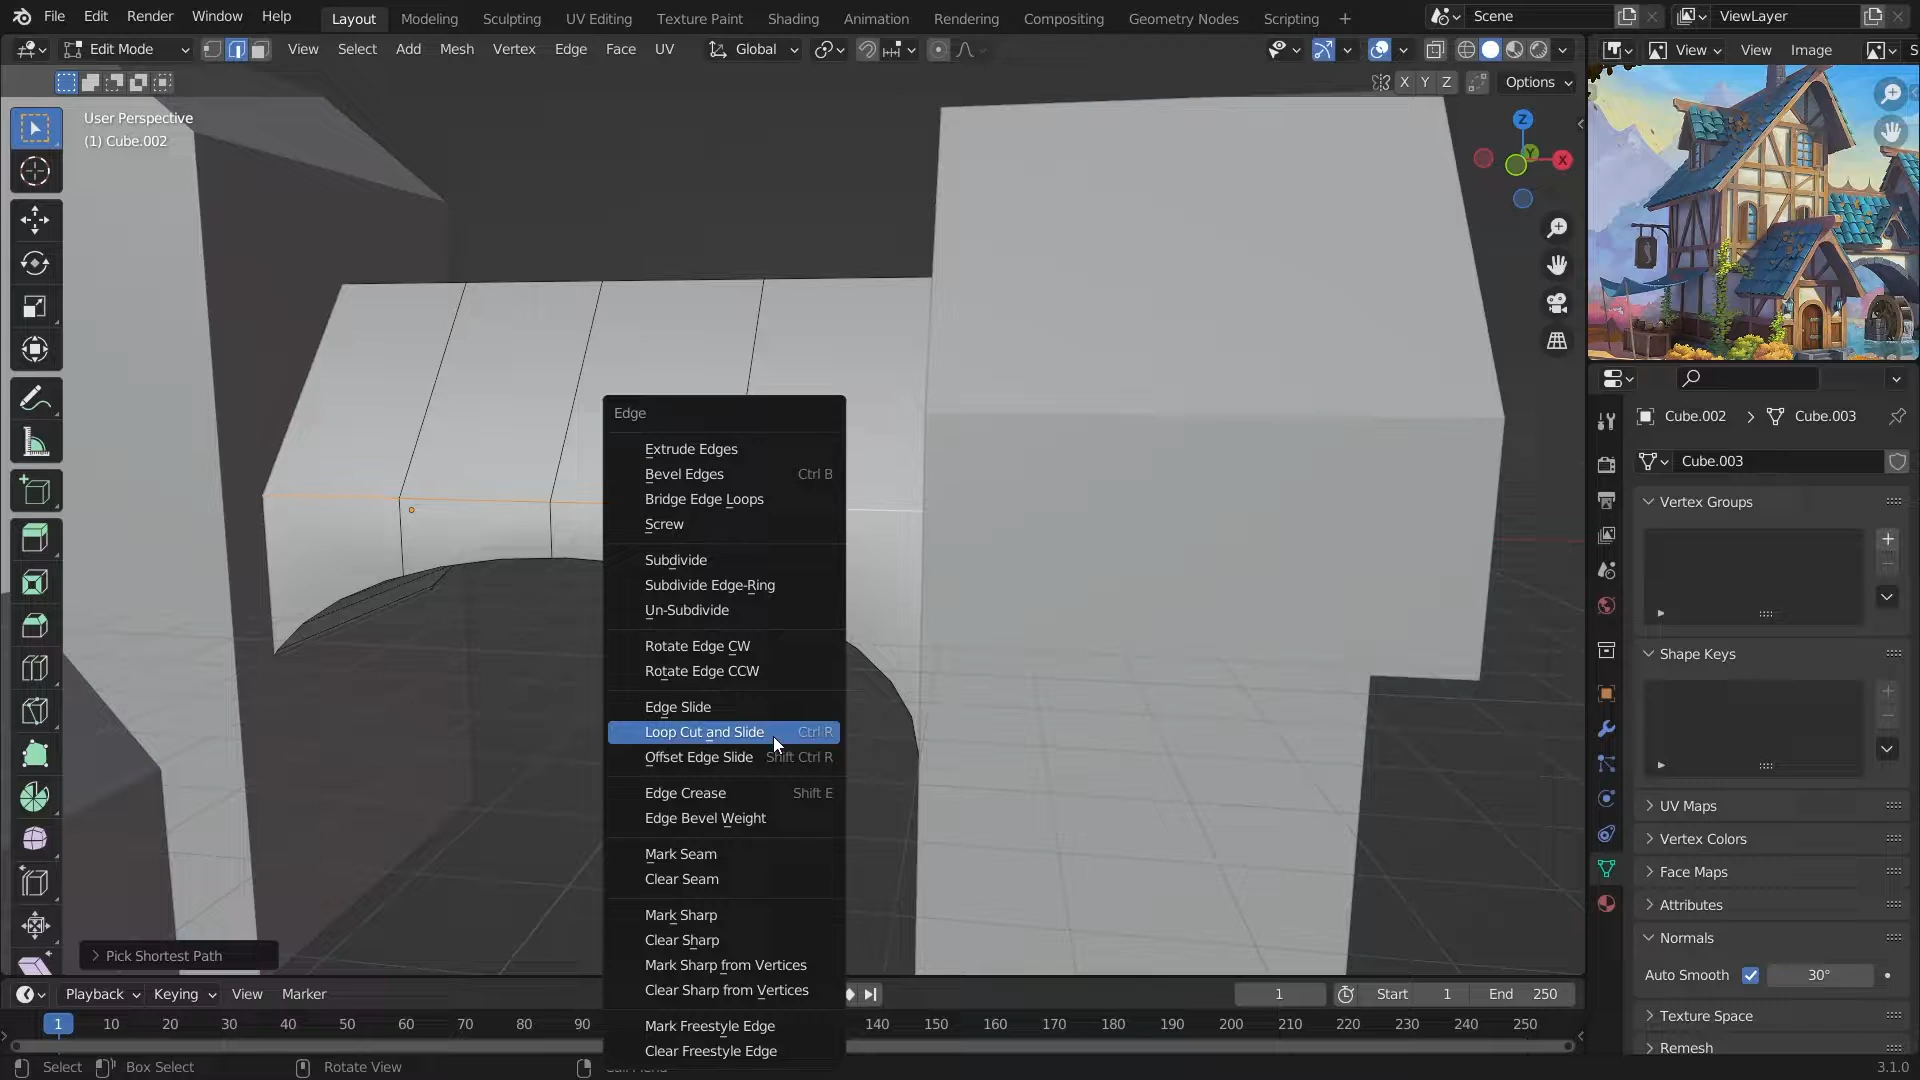 File Edit Render Window Help
Layout Modeling Sculpting UV Editing Texture Paint Shading Animation Rendering Compositing Geometry Nodes Scripting +
Scene
ViewLayer
Edit Mode
View Select Add Mesh Vertex Edge Face UV
Global
View View Image
X Y Z
Options
User Perspective
(1) Cube.002
Z
Y
X
Edge
Extrude Edges
Bevel Edges Ctrl B
Bridge Edge Loops
Screw
Subdivide
Subdivide Edge-Ring
Un-Subdivide
Rotate Edge CW
Rotate Edge CCW
Edge Slide
Loop Cut and Slide Ctrl R
Offset Edge Slide Shift Ctrl R
Edge Crease Shift E
Edge Bevel Weight
Mark Seam
Clear Seam
Mark Sharp
Clear Sharp
Mark Sharp from Vertices
Clear Sharp from Vertices
Mark Freestyle Edge
Clear Freestyle Edge
Cube.002 > Cube.003
Cube.003
Vertex Groups
Shape Keys
UV Maps
Vertex Colors
Face Maps
Attributes
Normals
Auto Smooth 30°
Texture Space
Remesh
Pick Shortest Path
Playback Keying View Marker
1 Start 1 End 250
1 10 20 30 40 50 60 70 80 90 140 150 160 170 180 190 200 210 220 230 240 250
Select Box Select Rotate View
3.1.0